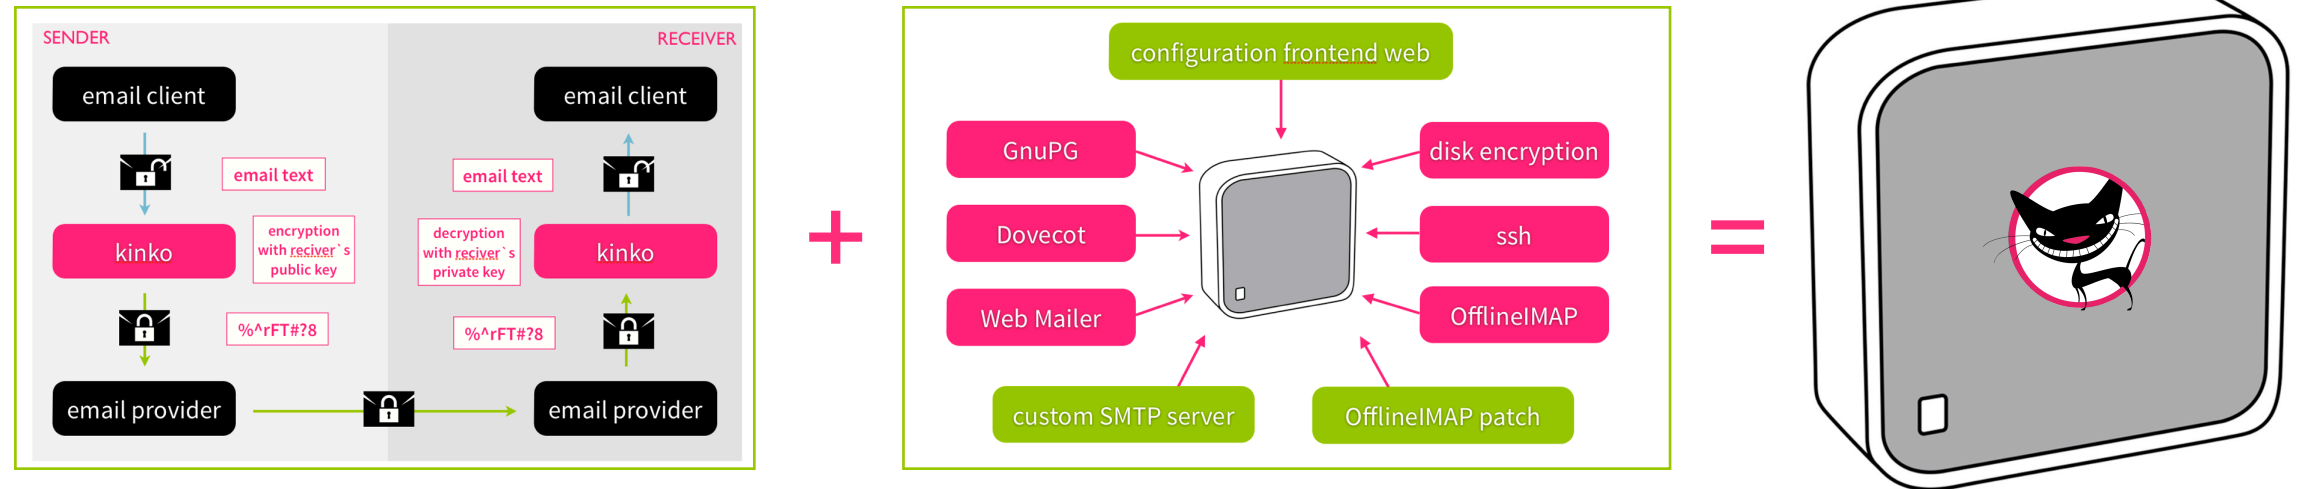 SENDER
RECEIVER
email client
email client
email text
email text
kinko
encryption
with reciver`s
public key
decryption
with reciver`s
private key
kinko
%^rFT#?8
%^rFT#?8
email provider
email provider
+
configuration frontend web
GnuPG
disk encryption
Dovecot
ssh
Web Mailer
OfflineIMAP
custom SMTP server
OfflineIMAP patch
=